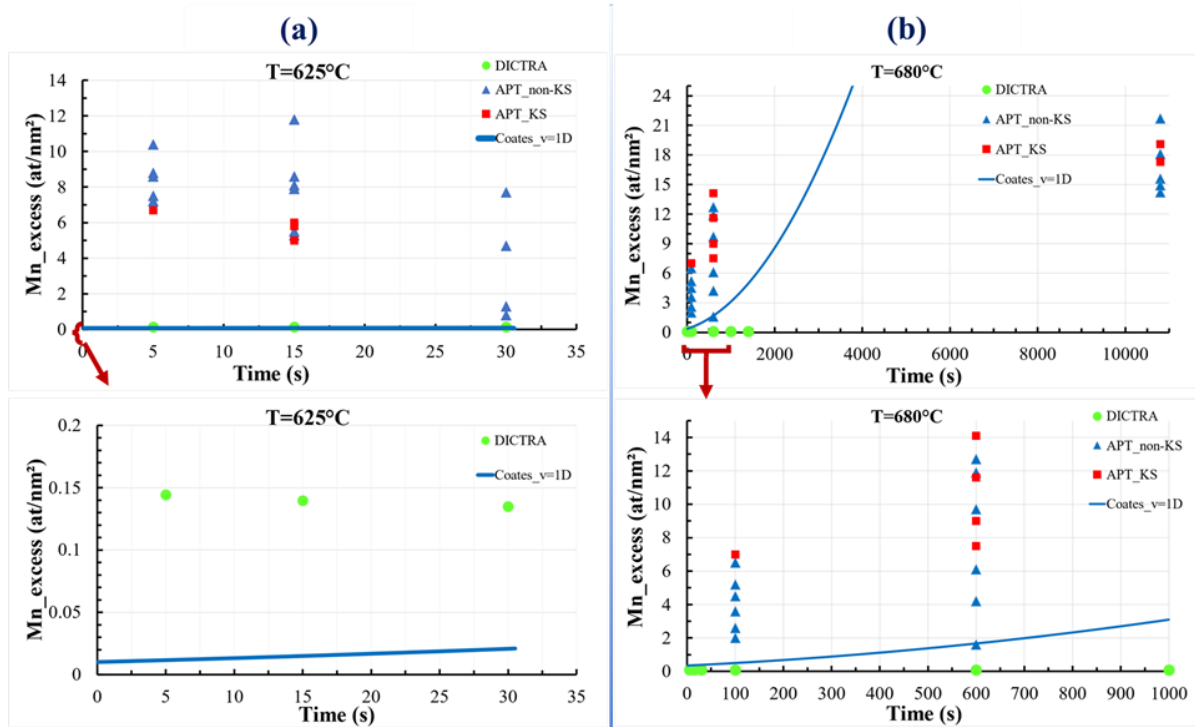 (a)
T=625°C
DICTRA
APT_non-KS
APT_KS
Coates_v=1D
Mn_excess (at/nm²)
14
12
10
8
6
4
2
0
0 5 10 15 20 25 30 35
Time (s)
T=625°C
DICTRA
Coates_v=1D
Mn_excess (at/nm²)
0.2
0.15
0.1
0.05
0
0 5 10 15 20 25 30 35
Time (s)
(b)
T=680°C
DICTRA
APT_non-KS
APT_KS
Coates_v=1D
Mn_excess (at/nm²)
24
21
18
15
12
9
6
3
0
0 2000 4000 6000 8000 10000
Time (s)
T=680°C
DICTRA
APT_non-KS
APT_KS
Coates_v=1D
Mn_excess (at/nm²)
14
12
10
8
6
4
2
0
0 100 200 300 400 500 600 700 800 900 1000
Time (s)